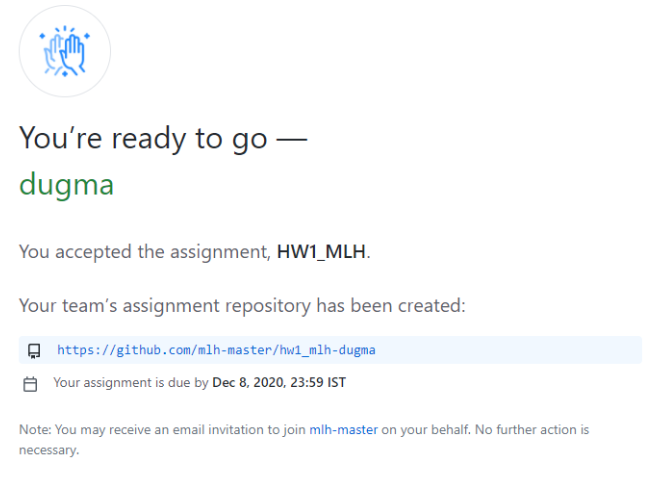 You’re ready to go —
dugma
You accepted the assignment, HW1_MLH.
Your team’s assignment repository has been created:
https://github.com/mlh-master/hw1_mlh-dugma
Your assignment is due by Dec 8, 2020, 23:59 IST
Note: You may receive an email invitation to join mlh-master on your behalf. No further action is
necessary.